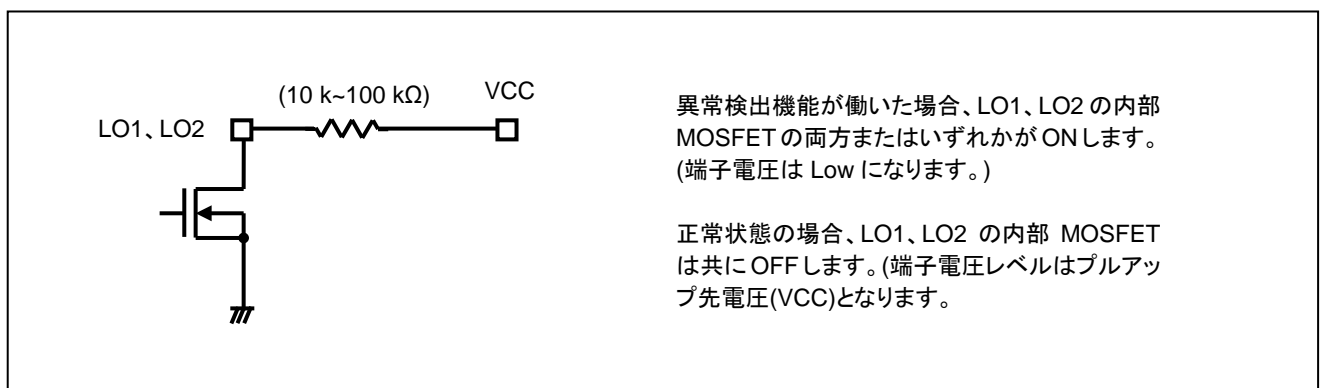 (10 k~100 kΩ)
VCC
LO1、LO2
異常検出機能が働いた場合、LO1、LO2 の内部
MOSFET の両方またはいずれかが ON します。
(端子電圧は Low になります。)
正常状態の場合、LO1、LO2 の内部 MOSFET
は共に OFF します。(端子電圧レベルはプルアッ
プ先電圧(VCC)となります。